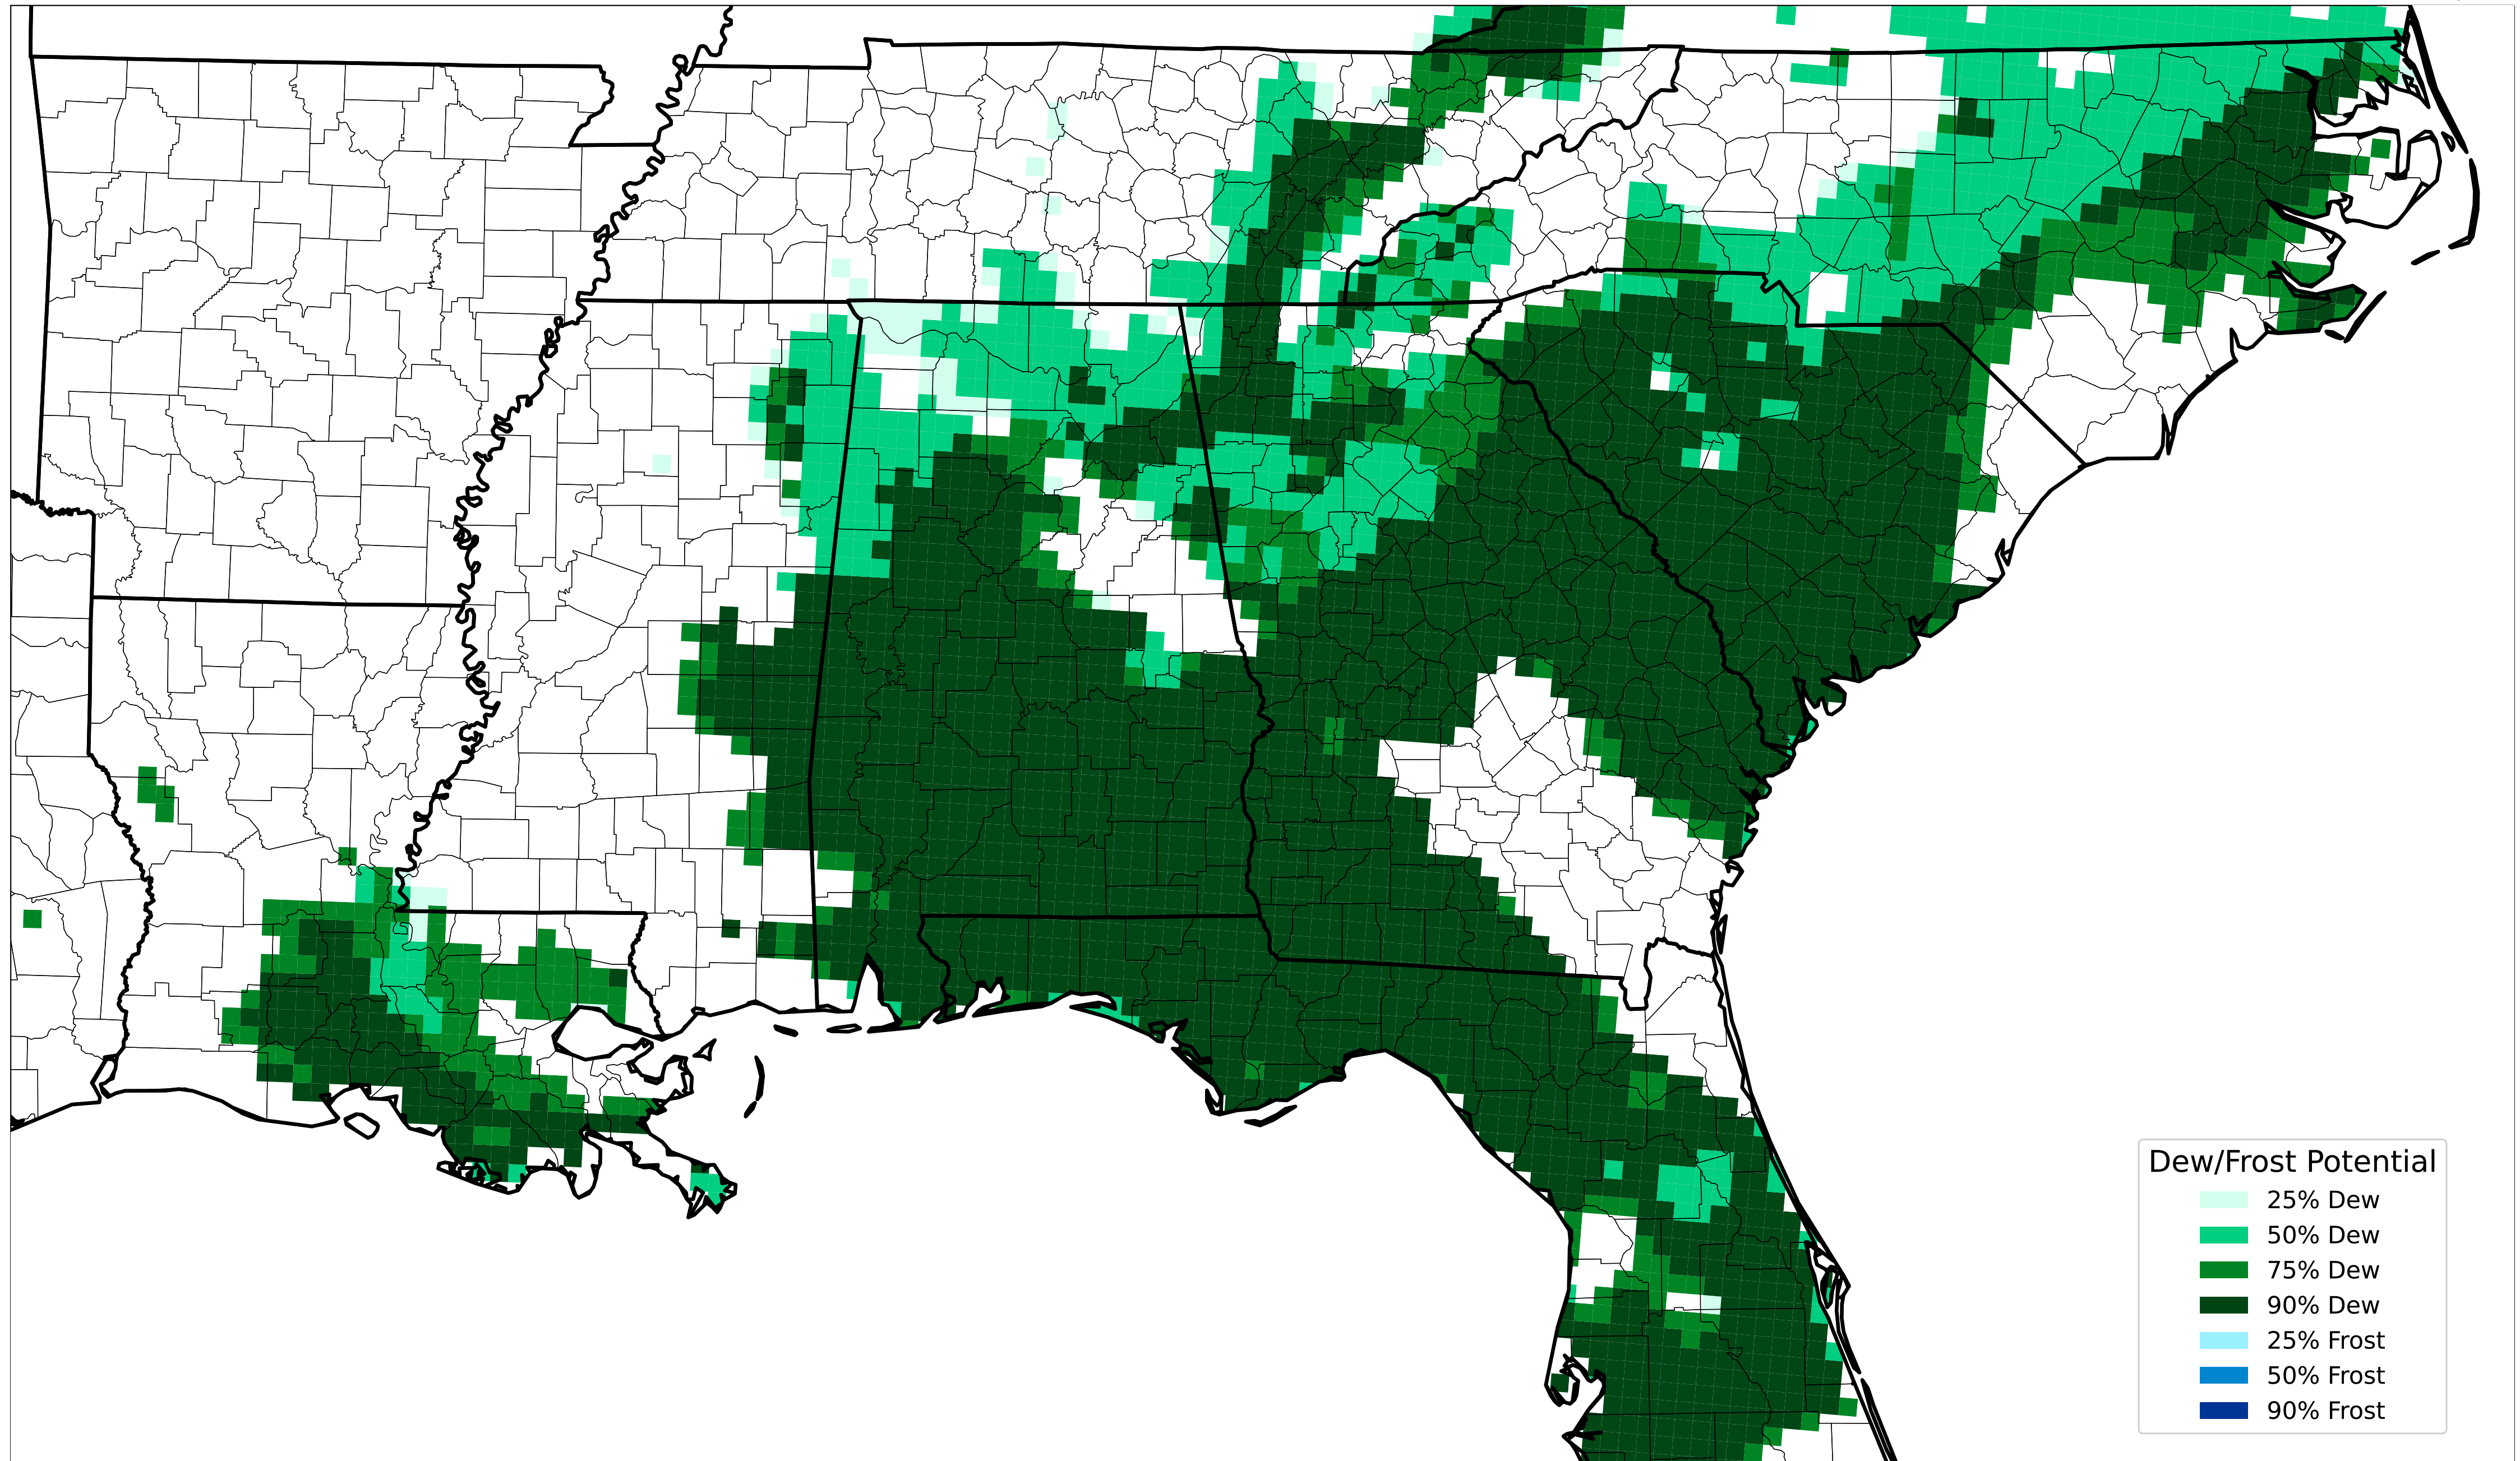 Dew/Frost Potential
25% Dew
50% Dew
75% Dew
90% Dew
25% Frost
50% Frost
90% Frost